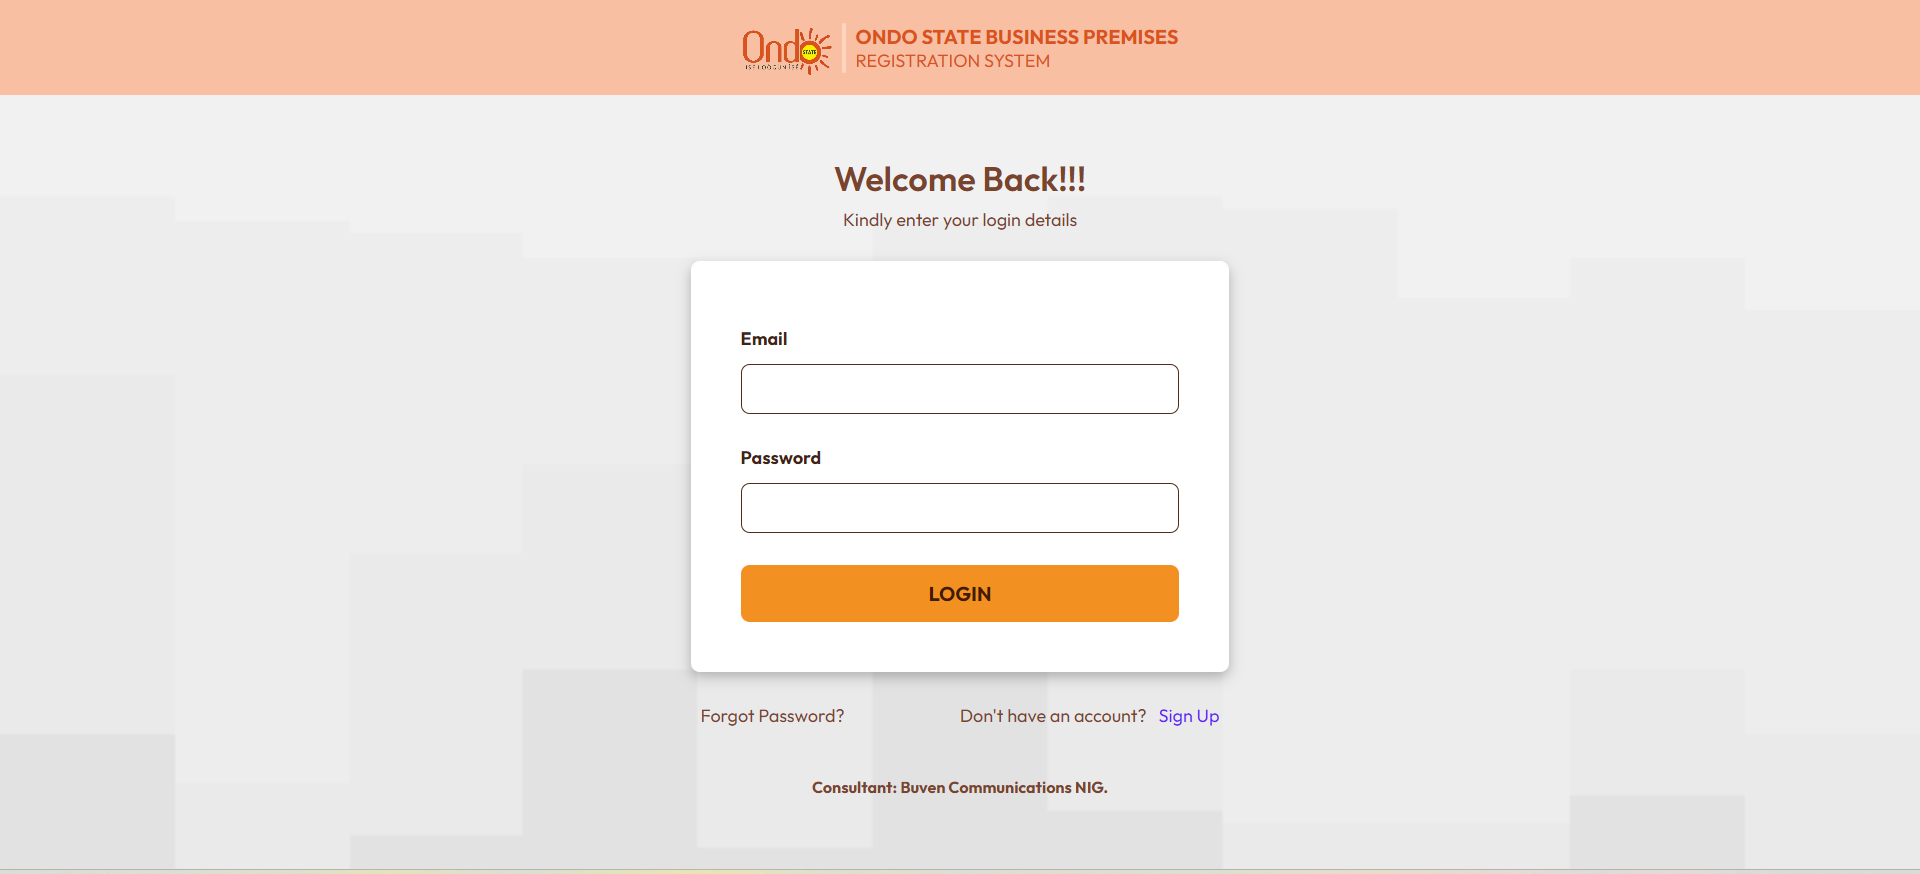 Ondo
STATE
ONDO STATE BUSINESS PREMISES
REGISTRATION SYSTEM
Welcome Back!!!
Kindly enter your login details
Email
Password
LOGIN
Forgot Password?
Don't have an account? Sign Up
Consultant: Buven Communications NIG.